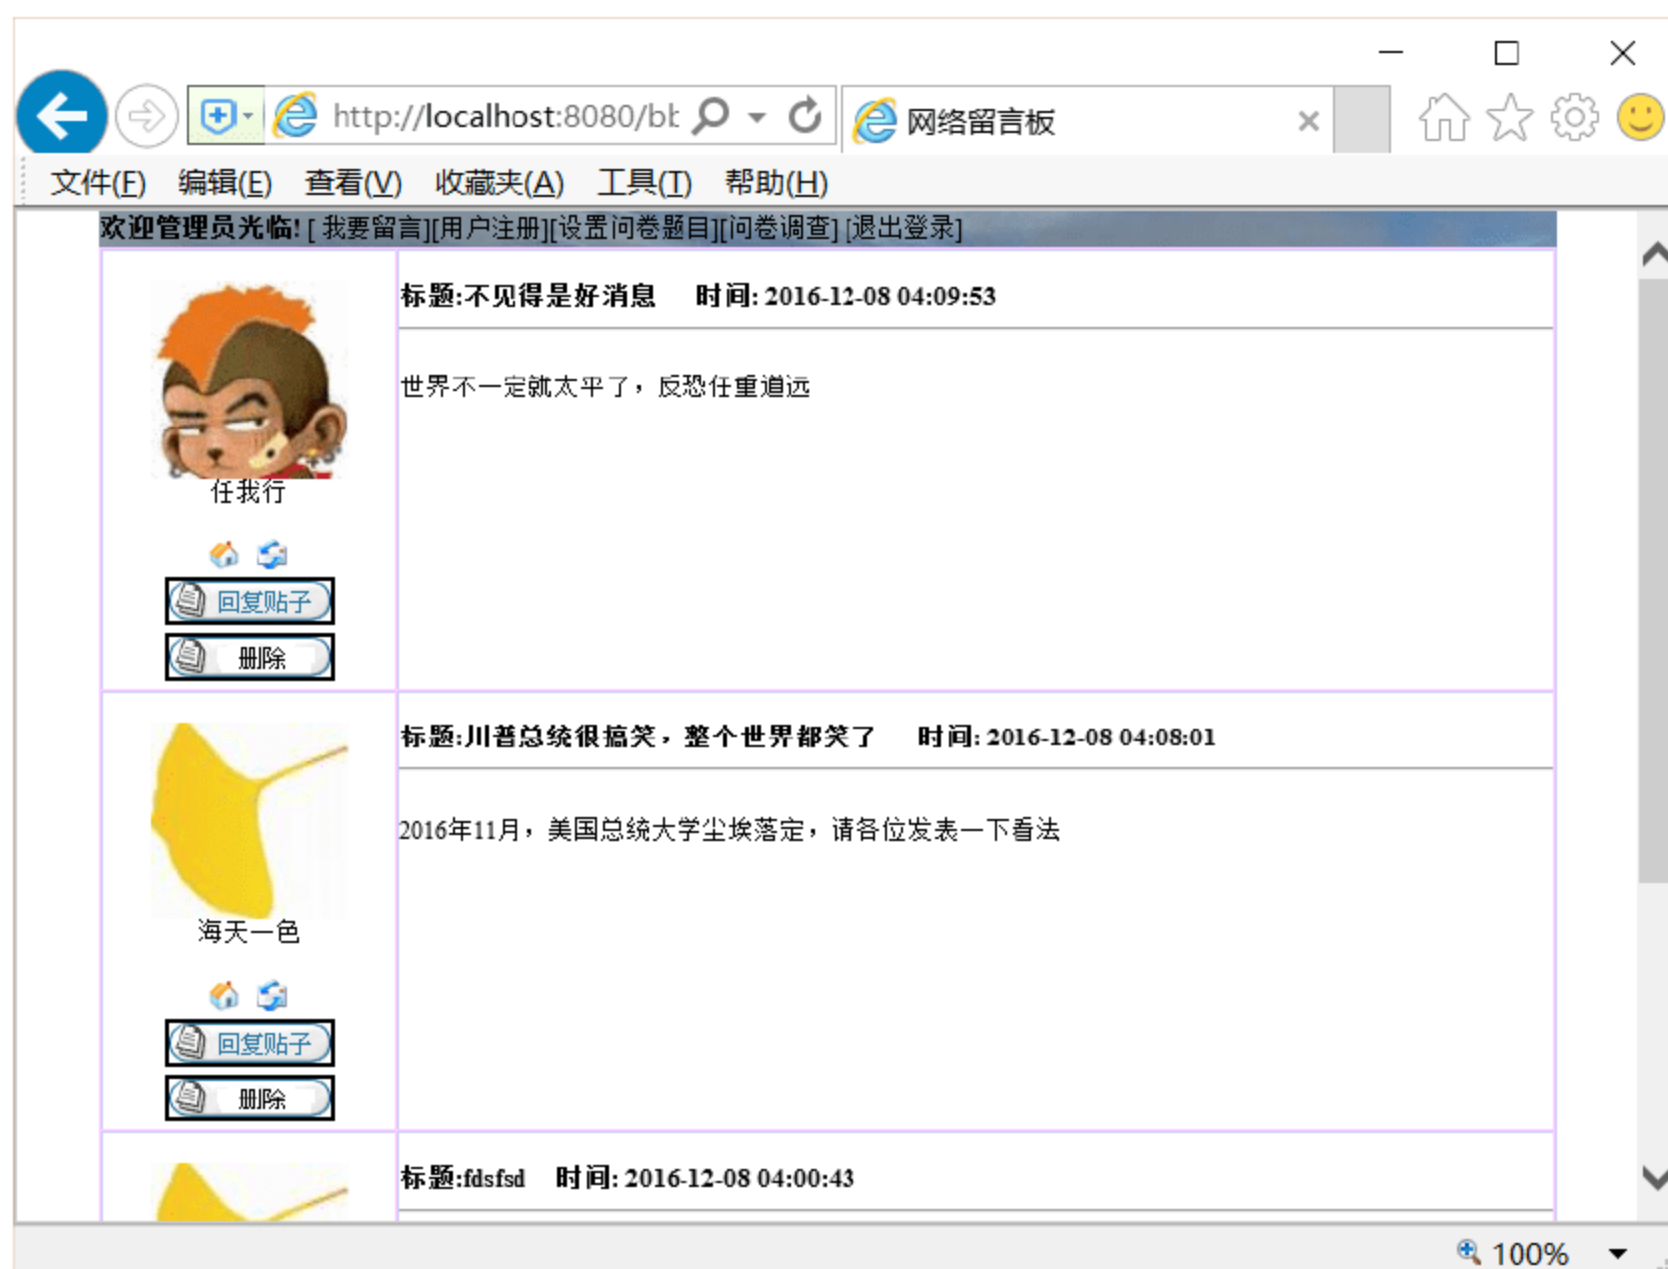 http://localhost:8080/bb
网络留言板
文件(F) 编辑(E) 查看(V) 收藏夹(A) 工具(T) 帮助(H)
欢迎管理员光临! [ 我要留言][用户注册][设置问卷题目][问卷调查] [退出登录]
标题:不见得是好消息 时间: 2016-12-08 04:09:53
世界不一定就太平了，反恐任重道远
任我行
回复贴子
删除
标题:川普总统很搞笑，整个世界都笑了 时间: 2016-12-08 04:08:01
2016年11月，美国总统大学尘埃落定，请各位发表一下看法
海天一色
回复贴子
删除
标题:fdsfsd 时间: 2016-12-08 04:00:43
100%